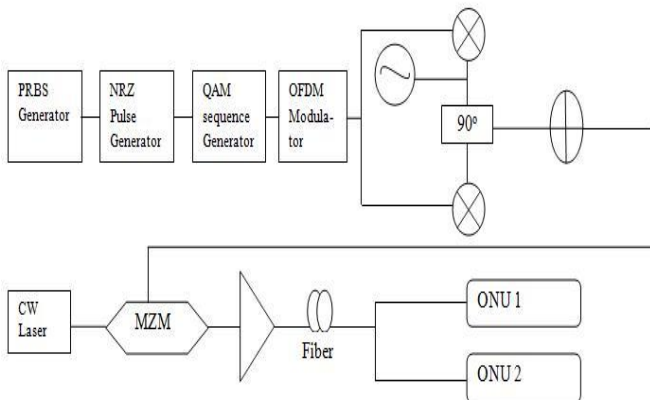 PRBS
Generator
NRZ
Pulse
Generator
QAM
sequence
Generator
OFDM
Modula-
tor
90°
CW
Laser
MZM
Fiber
ONU 1
ONU 2